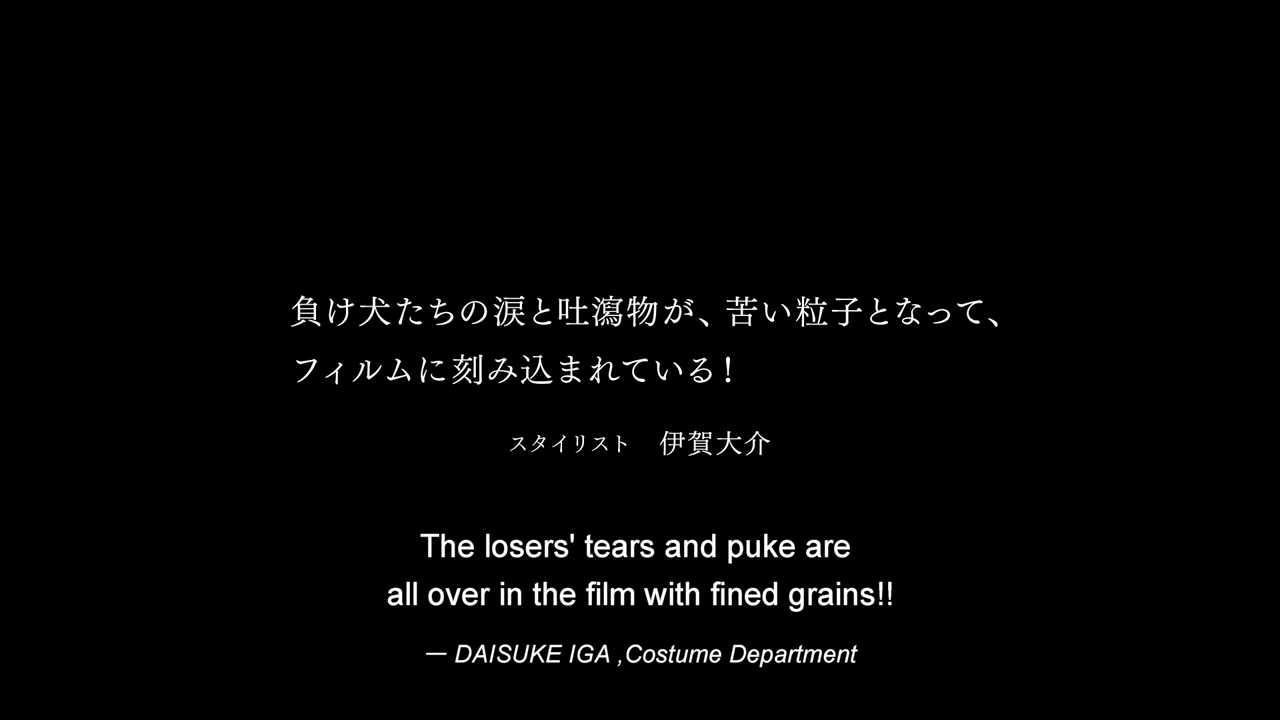 負け犬たちの涙と吐瀉物が、苦い粒子となって、
フィルムに刻み込まれている！
スタイリスト　伊賀大介
The losers' tears and puke are
all over in the film with fined grains!!
— DAISUKE IGA ,Costume Department